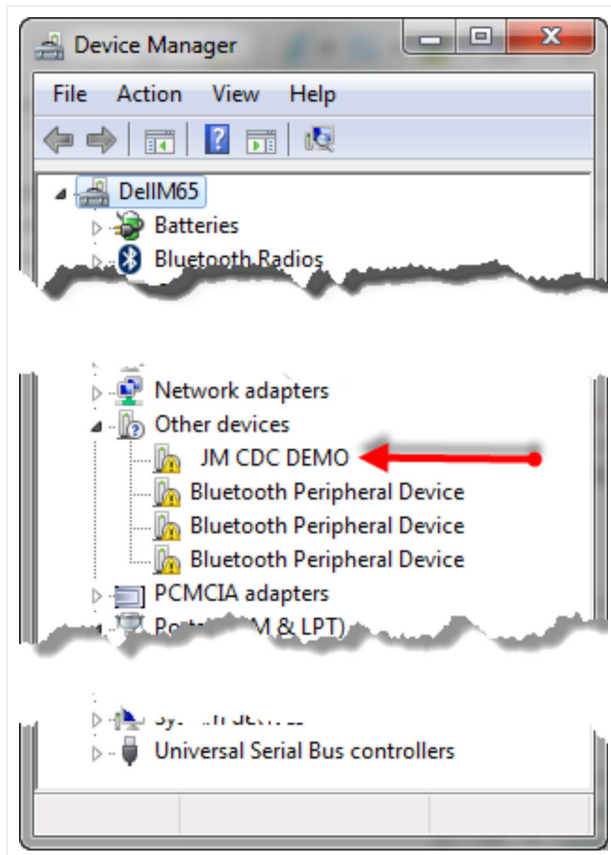 Device Manager
File Action View Help
DellM65
Batteries
Bluetooth Radios
Network adapters
Other devices
JM CDC DEMO
Bluetooth Peripheral Device
Bluetooth Peripheral Device
Bluetooth Peripheral Device
PCMCIA adapters
& LPT)
Universal Serial Bus controllers